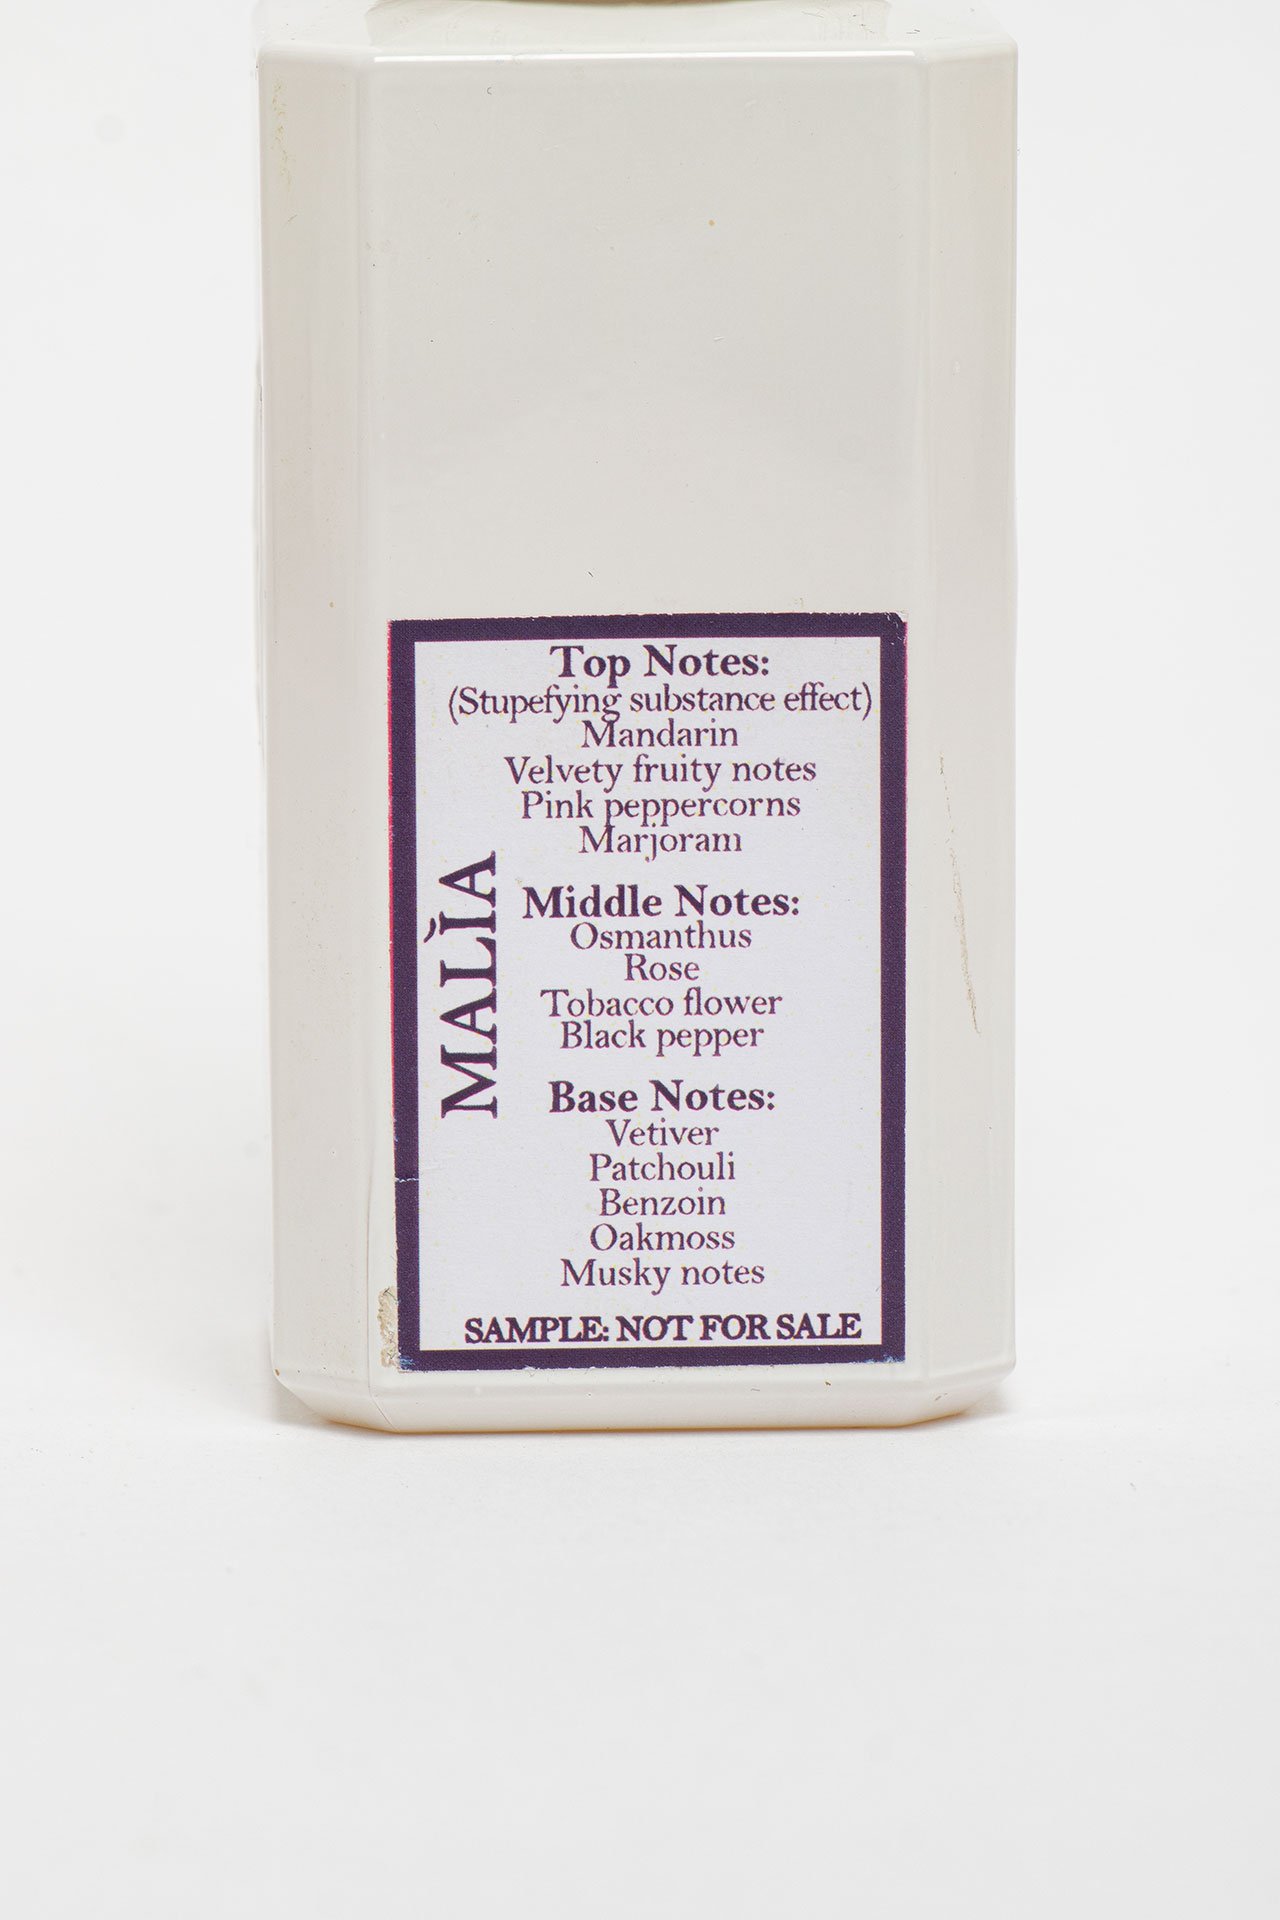 Top Notes:
(Stupefying substance effect)
Mandarin
Velvety fruity notes
Pink peppercorns
Marjoram
Middle Notes:
Osmanthus
Rose
Tobacco flower
Black pepper
Base Notes:
Vetiver
Patchouli
Benzoin
Oakmoss
Musky notes
SAMPLE: NOT FOR SALE
MALĬA